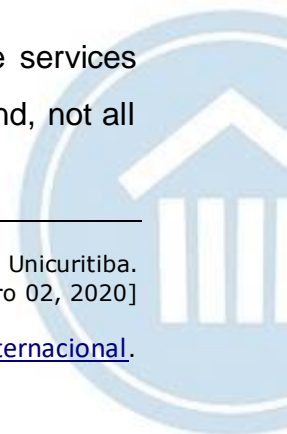 services
nd, not all
Unicuritiba.
ro 02, 2020]
ternacional.